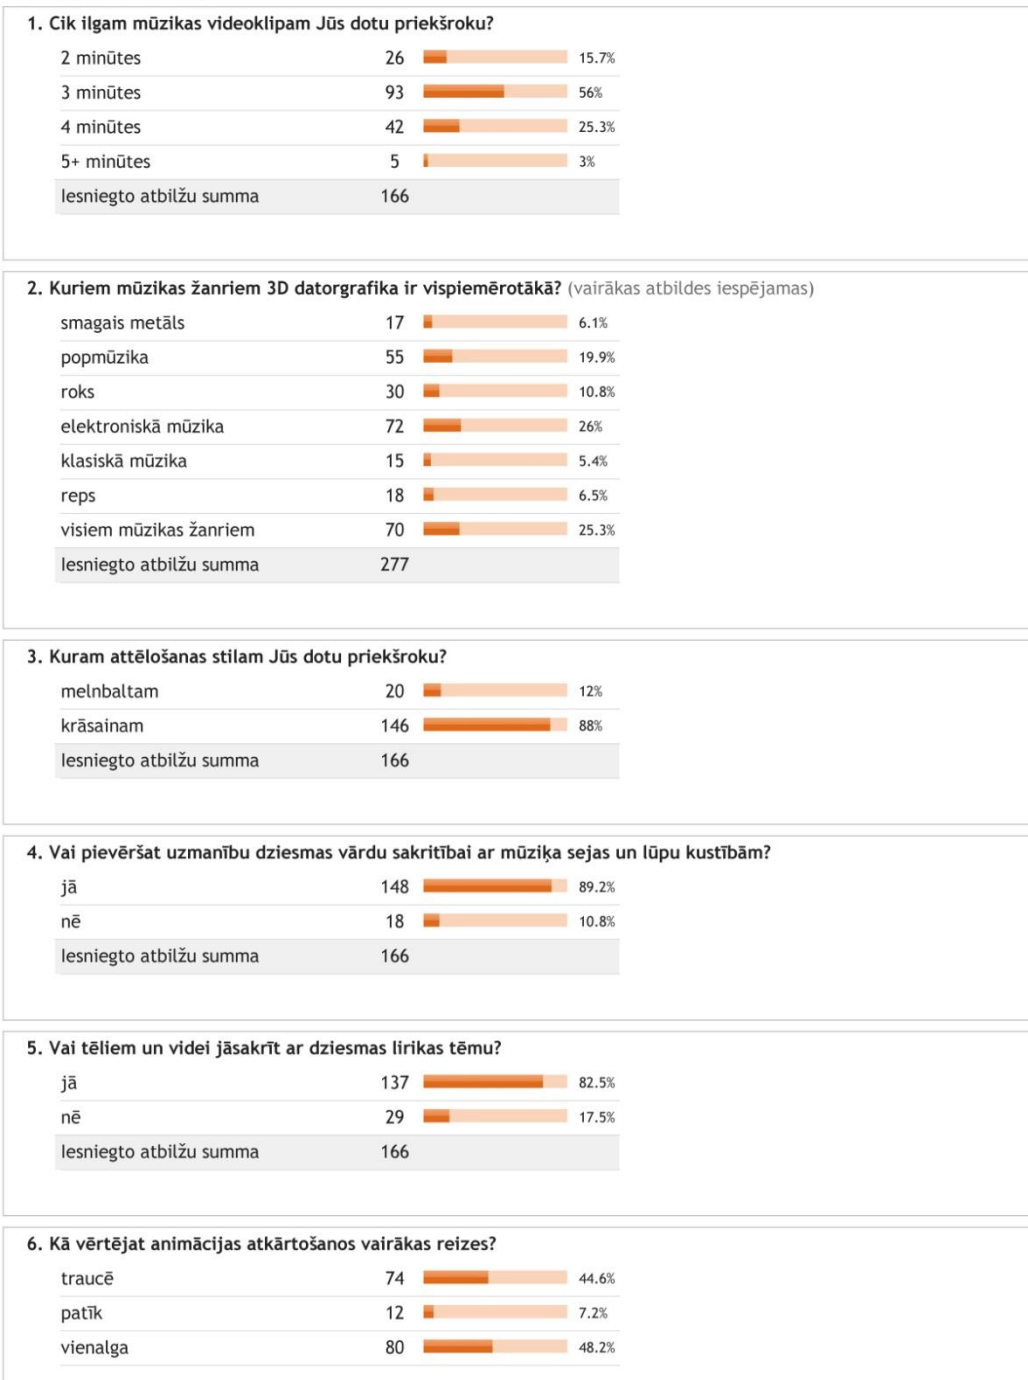 1. Cik ilgam mūzikas videoklipam Jūs dotu priekšroku?
2 minūtes 26 15.7%
3 minūtes 93 56%
4 minūtes 42 25.3%
5+ minūtes 5 3%
Iesniegto atbilžu summa 166
2. Kuriem mūzikas žanriem 3D datorgrafika ir vispiemērotākā? (vairākas atbildes iespējamas)
smagais metāls 17 6.1%
popmūzika 55 19.9%
roks 30 10.8%
elektroniskā mūzika 72 26%
klasiskā mūzika 15 5.4%
reps 18 6.5%
visiem mūzikas žanriem 70 25.3%
Iesniegto atbilžu summa 277
3. Kuram attēlošanas stilam Jūs dotu priekšroku?
melnbaltam 20 12%
krāsainam 146 88%
Iesniegto atbilžu summa 166
4. Vai pievēršat uzmanību dziesmas vārdu sakritībai ar mūziķa sejas un lūpu kustībām?
jā 148 89.2%
nē 18 10.8%
Iesniegto atbilžu summa 166
5. Vai tēliem un videi jāsakrīt ar dziesmas lirikas tēmu?
jā 137 82.5%
nē 29 17.5%
Iesniegto atbilžu summa 166
6. Kā vērtējat animācijas atkārtošanos vairākas reizes?
traucē 74 44.6%
patīk 12 7.2%
vienalga 80 48.2%